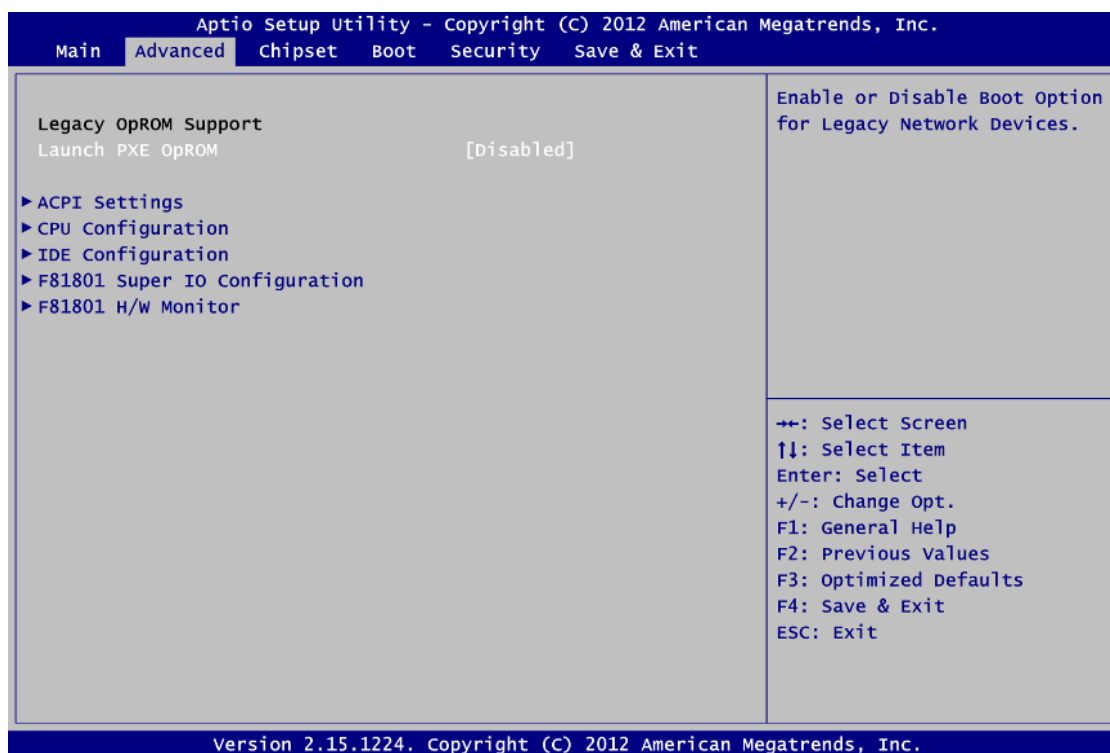 Aptio Setup Utility - Copyright (C) 2012 American Megatrends, Inc.
Main Advanced Chipset Boot Security Save & Exit
Legacy OpROM Support
Launch PXE OpROM [Disabled]
► ACPI Settings
► CPU Configuration
► IDE Configuration
► F81801 Super IO Configuration
► F81801 H/W Monitor
Enable or Disable Boot Option
for Legacy Network Devices.
→←: Select Screen
↑↓: Select Item
Enter: Select
+/-: Change Opt.
F1: General Help
F2: Previous Values
F3: Optimized Defaults
F4: Save & Exit
ESC: Exit
Version 2.15.1224. Copyright (C) 2012 American Megatrends, Inc.